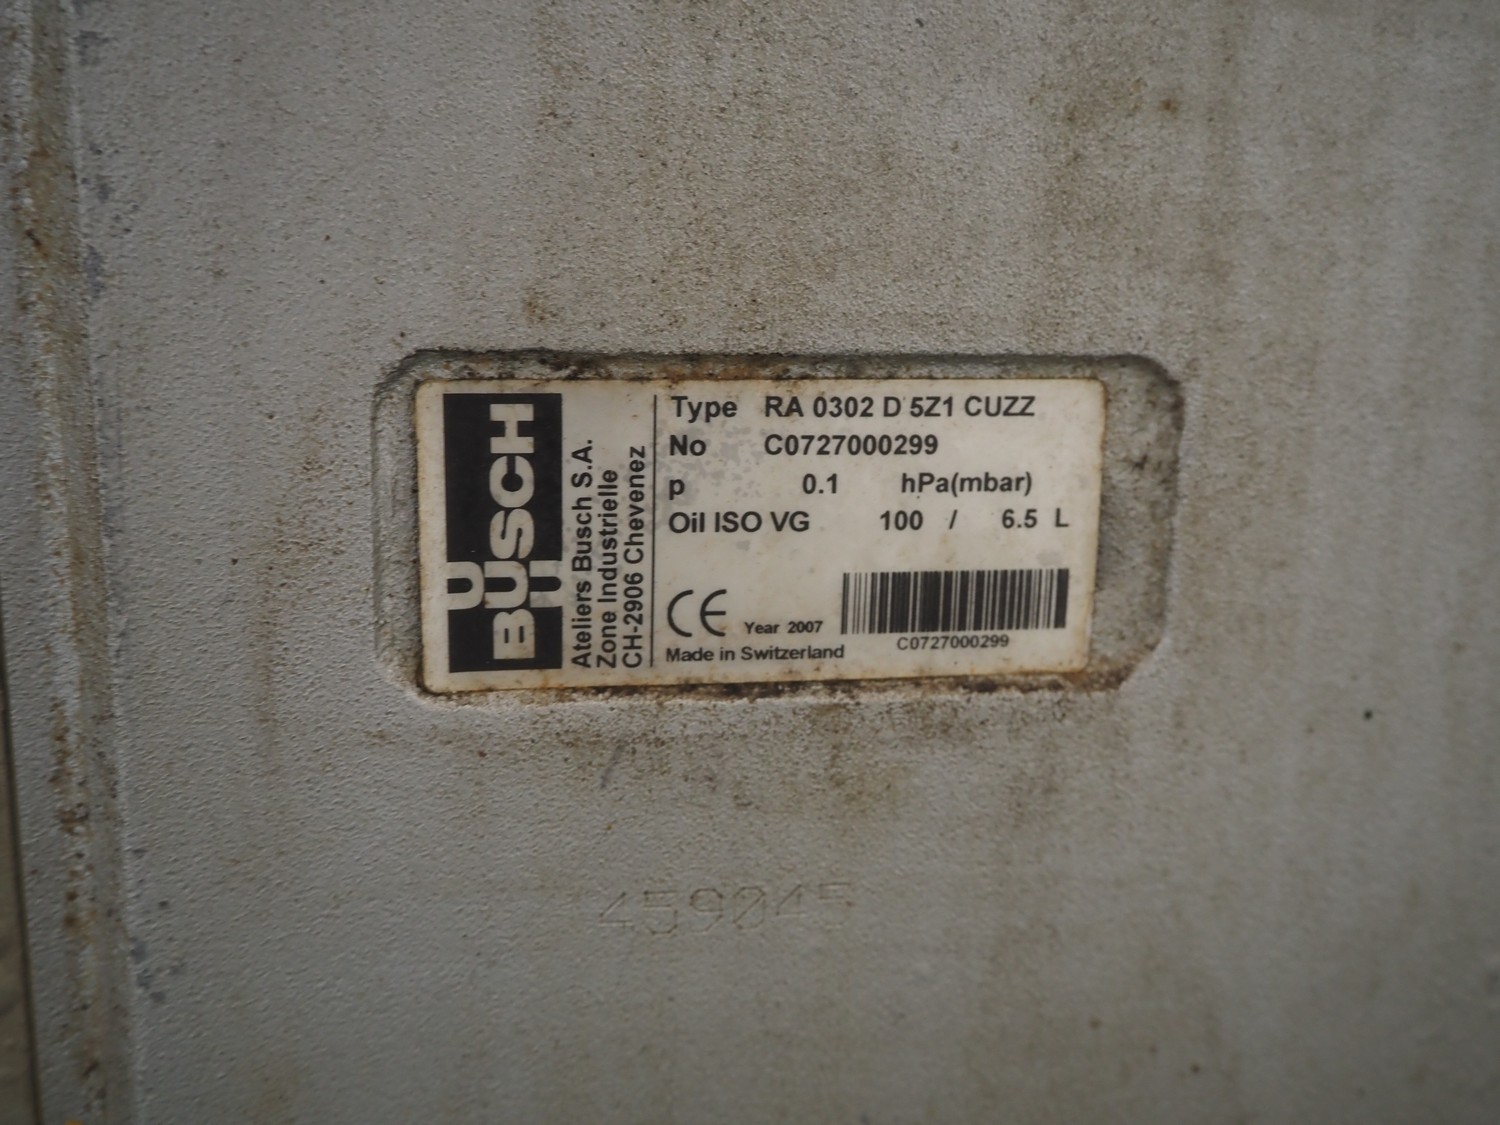 BUSCH
Ateliers Busch S.A.
Zone Industrielle
CH-2906 Chevenez
Type RA 0302 D 5Z1 CUZZ
No C0727000299
p 0.1 hPa(mbar)
Oil ISO VG 100 / 6.5 L
CE Year 2007
Made in Switzerland
C0727000299
459045